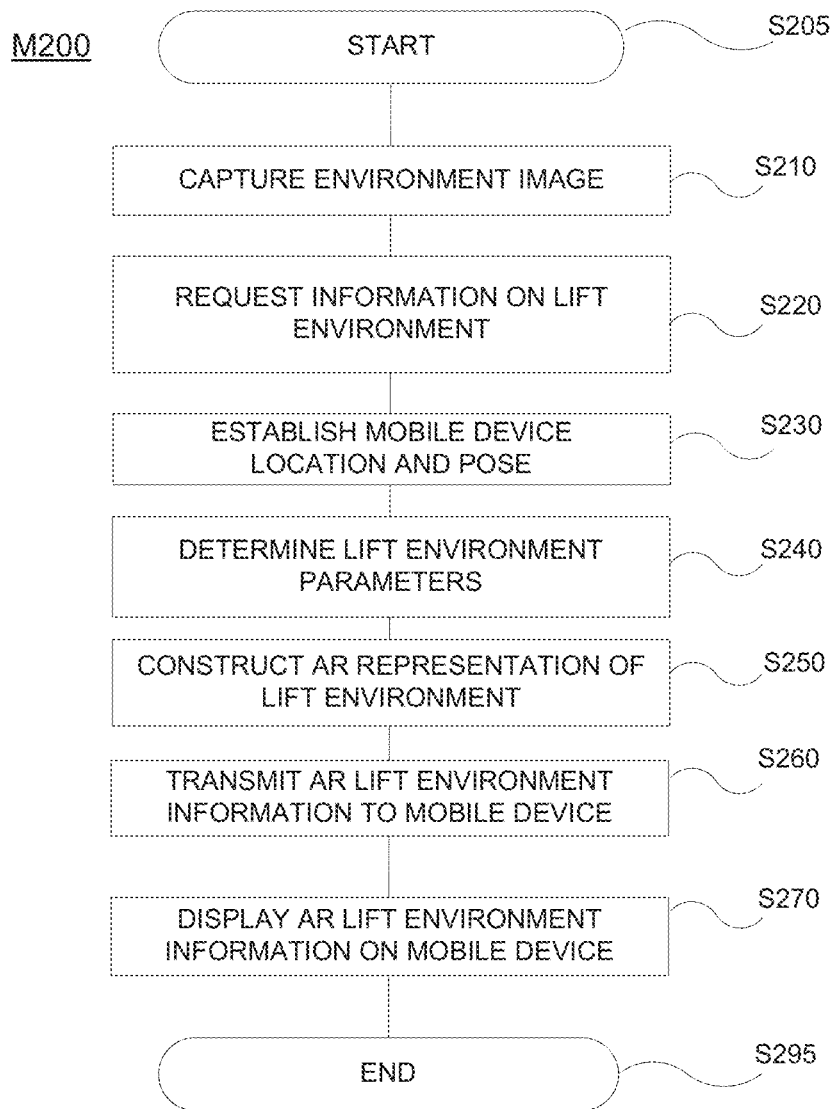 M200
START
S205
CAPTURE ENVIRONMENT IMAGE
S210
REQUEST INFORMATION ON LIFT
ENVIRONMENT
S220
ESTABLISH MOBILE DEVICE
LOCATION AND POSE
S230
DETERMINE LIFT ENVIRONMENT
PARAMETERS
S240
CONSTRUCT AR REPRESENTATION OF
LIFT ENVIRONMENT
S250
TRANSMIT AR LIFT ENVIRONMENT
INFORMATION TO MOBILE DEVICE
S260
DISPLAY AR LIFT ENVIRONMENT
INFORMATION ON MOBILE DEVICE
S270
END
S295